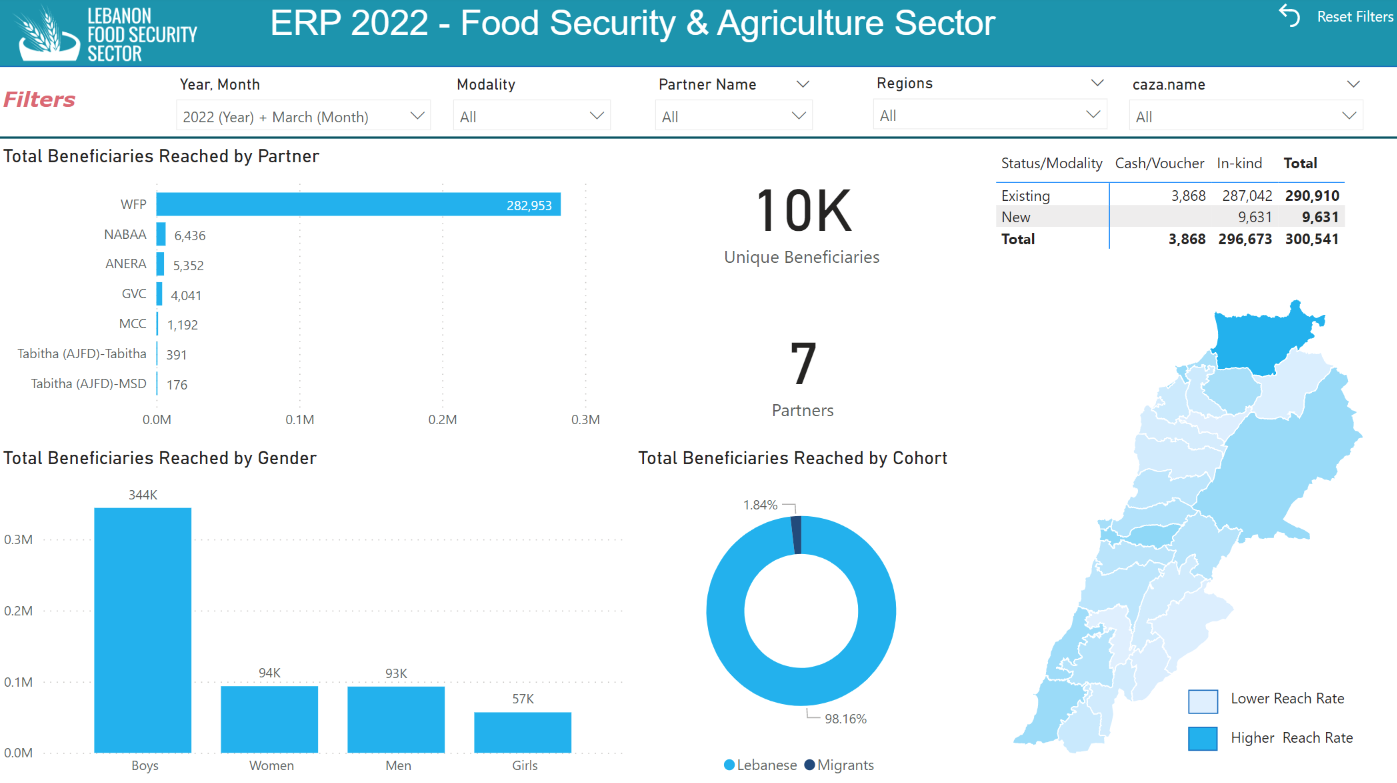 LEBANON
FOOD SECURITY
SECTOR
ERP 2022 - Food Security & Agriculture Sector
Reset Filters
Filters
Year, Month
2022 (Year) + March (Month)
Modality
All
Partner Name
All
Regions
All
caza.name
All
Total Beneficiaries Reached by Partner
WFP 282,953
NABAA 6,436
ANERA 5,352
GVC 4,041
MCC 1,192
Tabitha (AJFD)-Tabitha 391
Tabitha (AJFD)-MSD 176
0.0M 0.1M 0.2M 0.3M
10K
Unique Beneficiaries
7
Partners
Status/Modality Cash/Voucher In-kind Total
Existing 3,868 287,042 290,910
New 9,631 9,631
Total 3,868 296,673 300,541
Total Beneficiaries Reached by Gender
344K
0.3M
0.2M
94K 93K
0.1M
57K
0.0M
Boys Women Men Girls
Total Beneficiaries Reached by Cohort
1.84%
98.16%
Lebanese Migrants
Lower Reach Rate
Higher Reach Rate